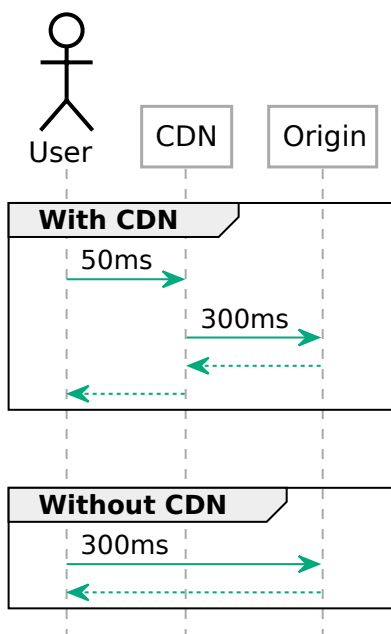 User
CDN
Origin
With CDN
50ms
300ms
Without CDN
300ms